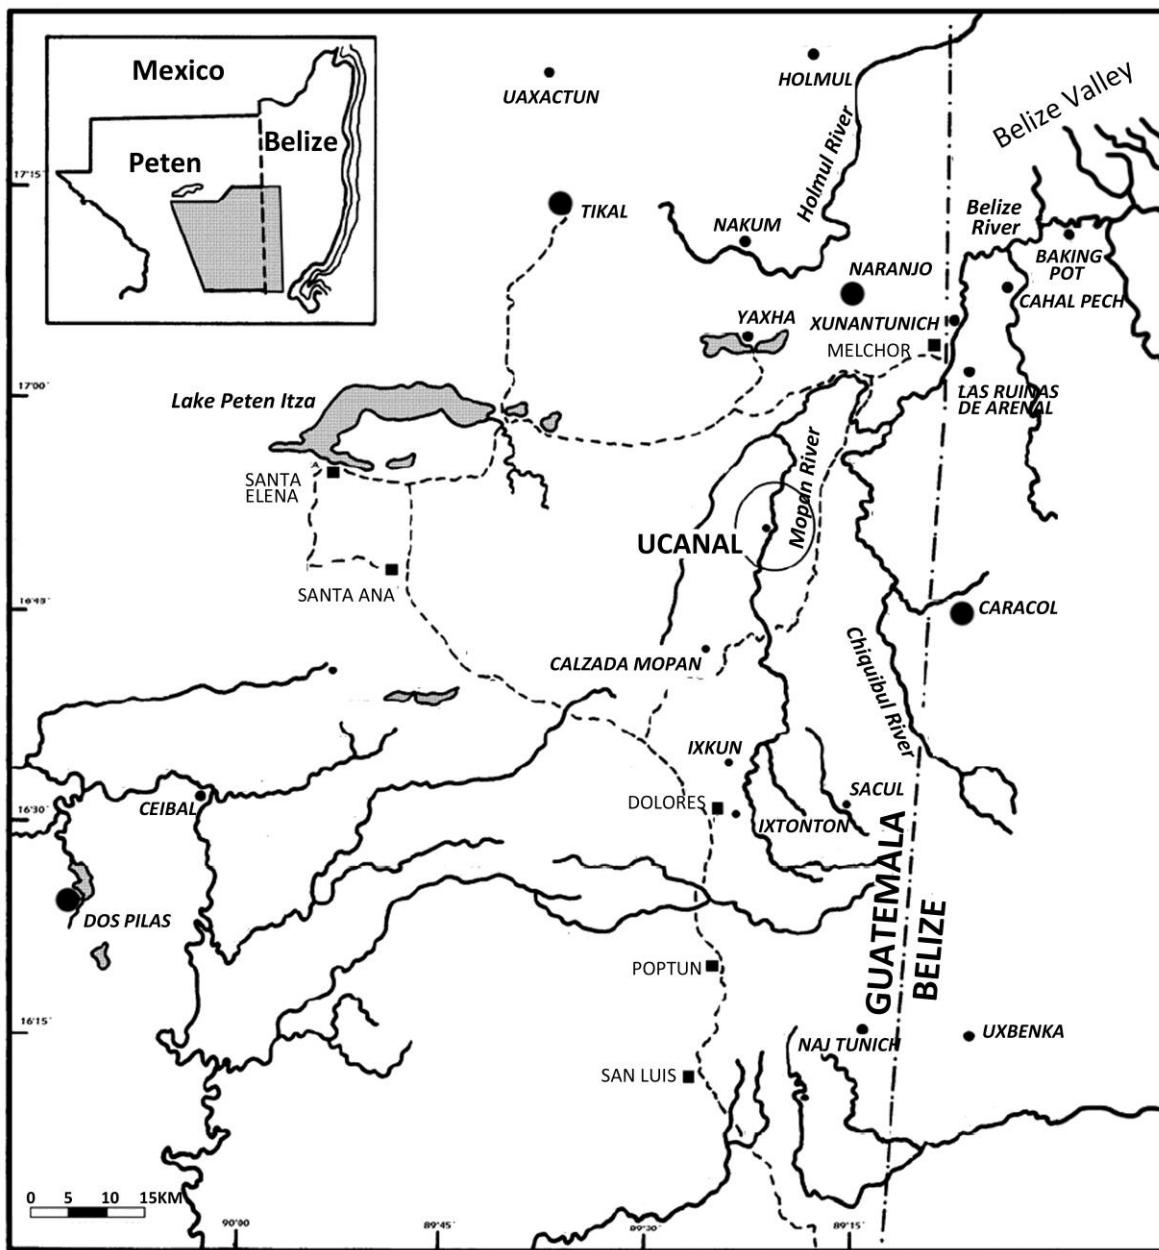 Mexico
Belize
Peten
UAXACTUN
HOLMUL
Belize Valley
Holmul River
17°15´
TIKAL
NAKUM
Belize
River
BAKING
POT
NARANJO
CAHAL PECH
YAXHA
XUNANTUNICH
MELCHOR
17°00´
Lake Peten Itza
LAS RUINAS
DE ARENAL
Mopan River
SANTA
ELENA
UCANAL
SANTA ANA
16°45´
CARACOL
CALZADA MOPAN
Chiquibul River
IXKUN
SACUL
DOLORES
CEIBAL
16°30´
IXTONTON
GUATEMALA
BELIZE
DOS PILAS
POPTUN
16°15´
NAJ TUNICH
UXBENKA
SAN LUIS
0 5 10 15KM
90°00´
89°45´
89°30´
89°15´